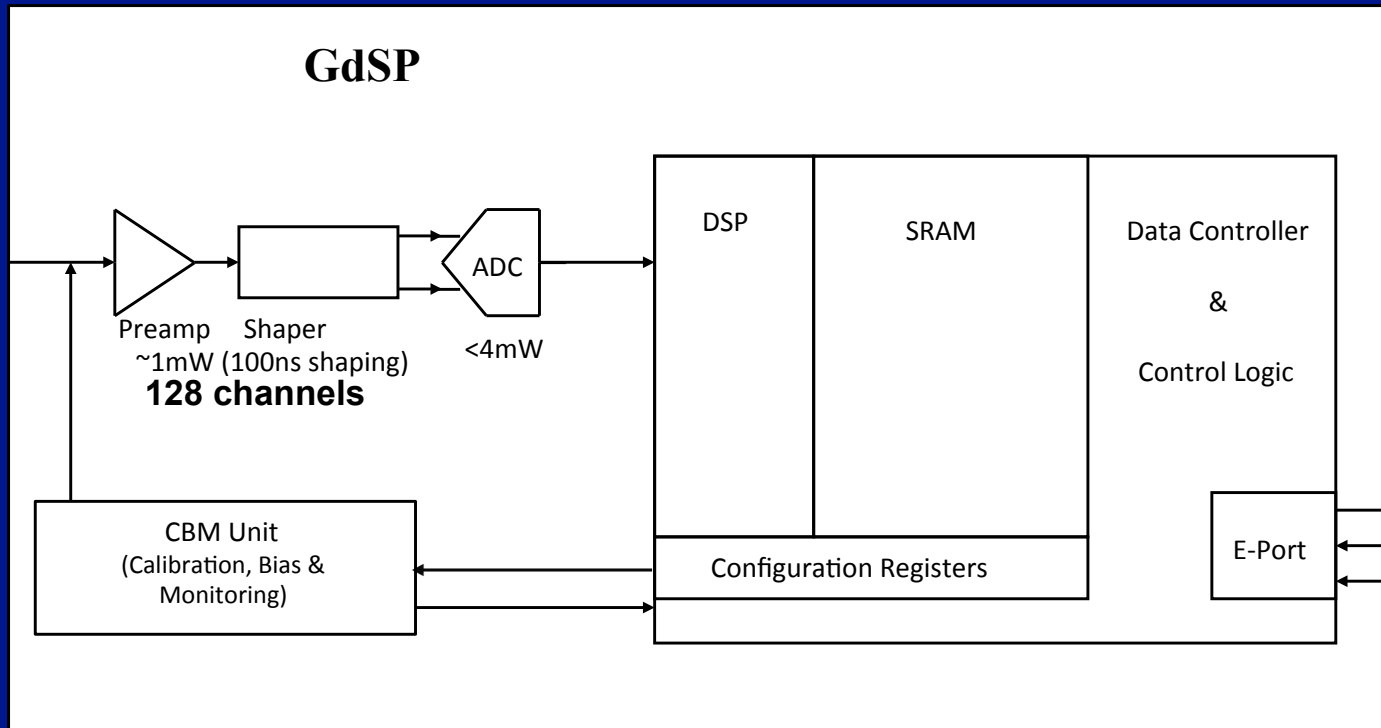 GdSP
DSP
SRAM
Data Controller
&
Control Logic
ADC
Preamp Shaper
<4mW
~1mW (100ns shaping)
128 channels
CBM Unit
(Calibration, Bias &
Monitoring)
Configuration Registers
E-Port